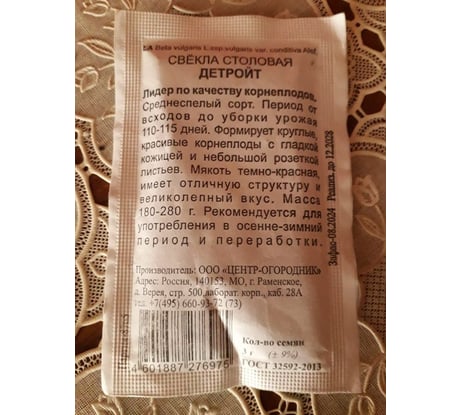 ьА Beta vulgaris L.ssp.vulgaris var. conditiva Alef.
СВЁКЛА СТОЛОВАЯ
ДЕТРОЙТ
Лидер по качеству корнеплодов.
Среднеспелый сорт. Период от
всходов до уборки урожая
110-115 дней. Формирует круглые,
красивые корнеплоды с гладкой
кожицей и небольшой розеткой
листьев. Мякоть темно-красная,
имеет отличную структуру и
великолепный вкус. Масса
180-280 г. Рекомендуется для
употребления в осенне-зимний
период и переработки.
Производитель: ООО «ЦЕНТР-ОГОРОДНИК»
Адрес: Россия, 140153, МО, г. Раменское,
д. Верея, стр. 500,лаборат. корп., каб. 28А
тел. +7(495) 660-93-72 (73)
4601887 276975
Кол-во семян
3 г (± 9%)
ГОСТ 32592-2013
Зафас-08.2024 Реализ. до 12.2028